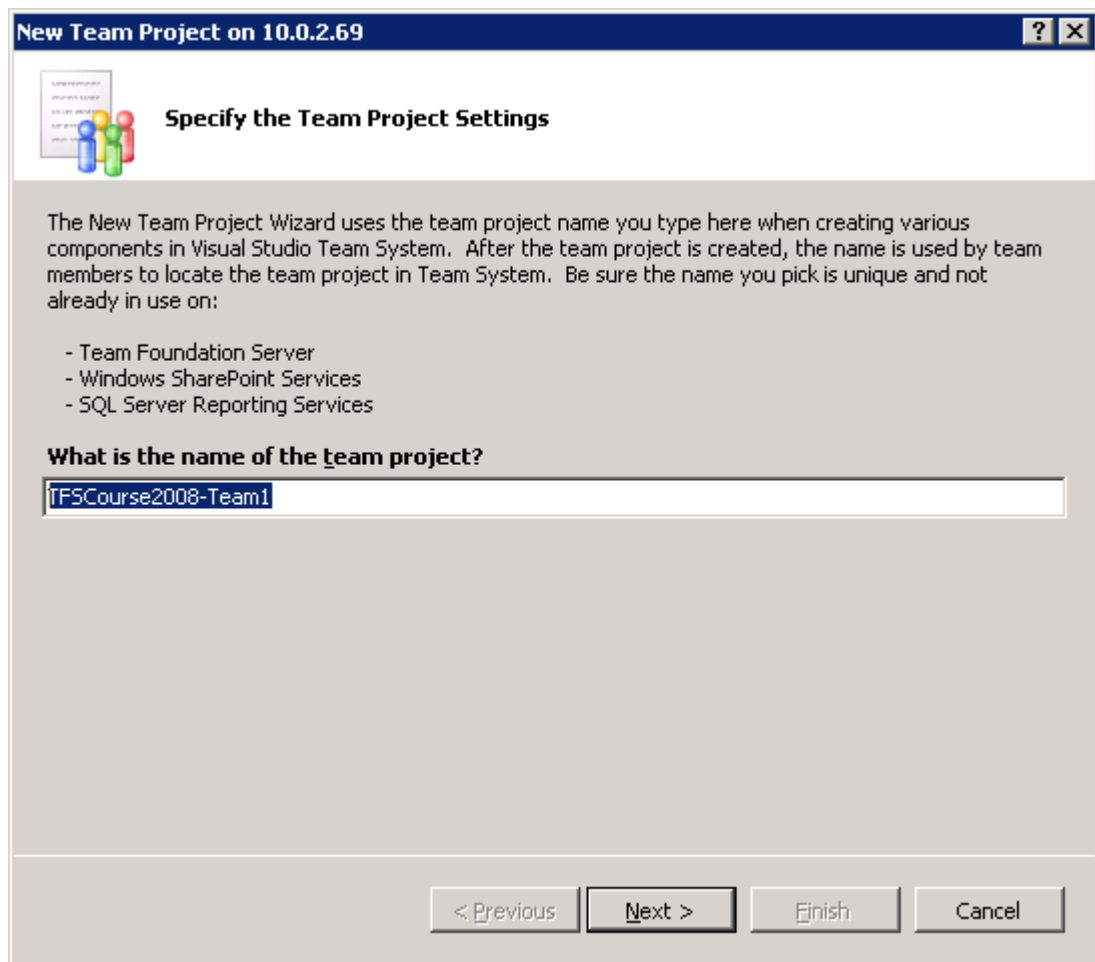 New Team Project on 10.0.2.69
Specify the Team Project Settings
The New Team Project Wizard uses the team project name you type here when creating various
components in Visual Studio Team System.  After the team project is created, the name is used by team
members to locate the team project in Team System.  Be sure the name you pick is unique and not
already in use on:
- Team Foundation Server
- Windows SharePoint Services
- SQL Server Reporting Services
What is the name of the team project?
TFSCourse2008-Team1
< Previous
Next >
Finish
Cancel